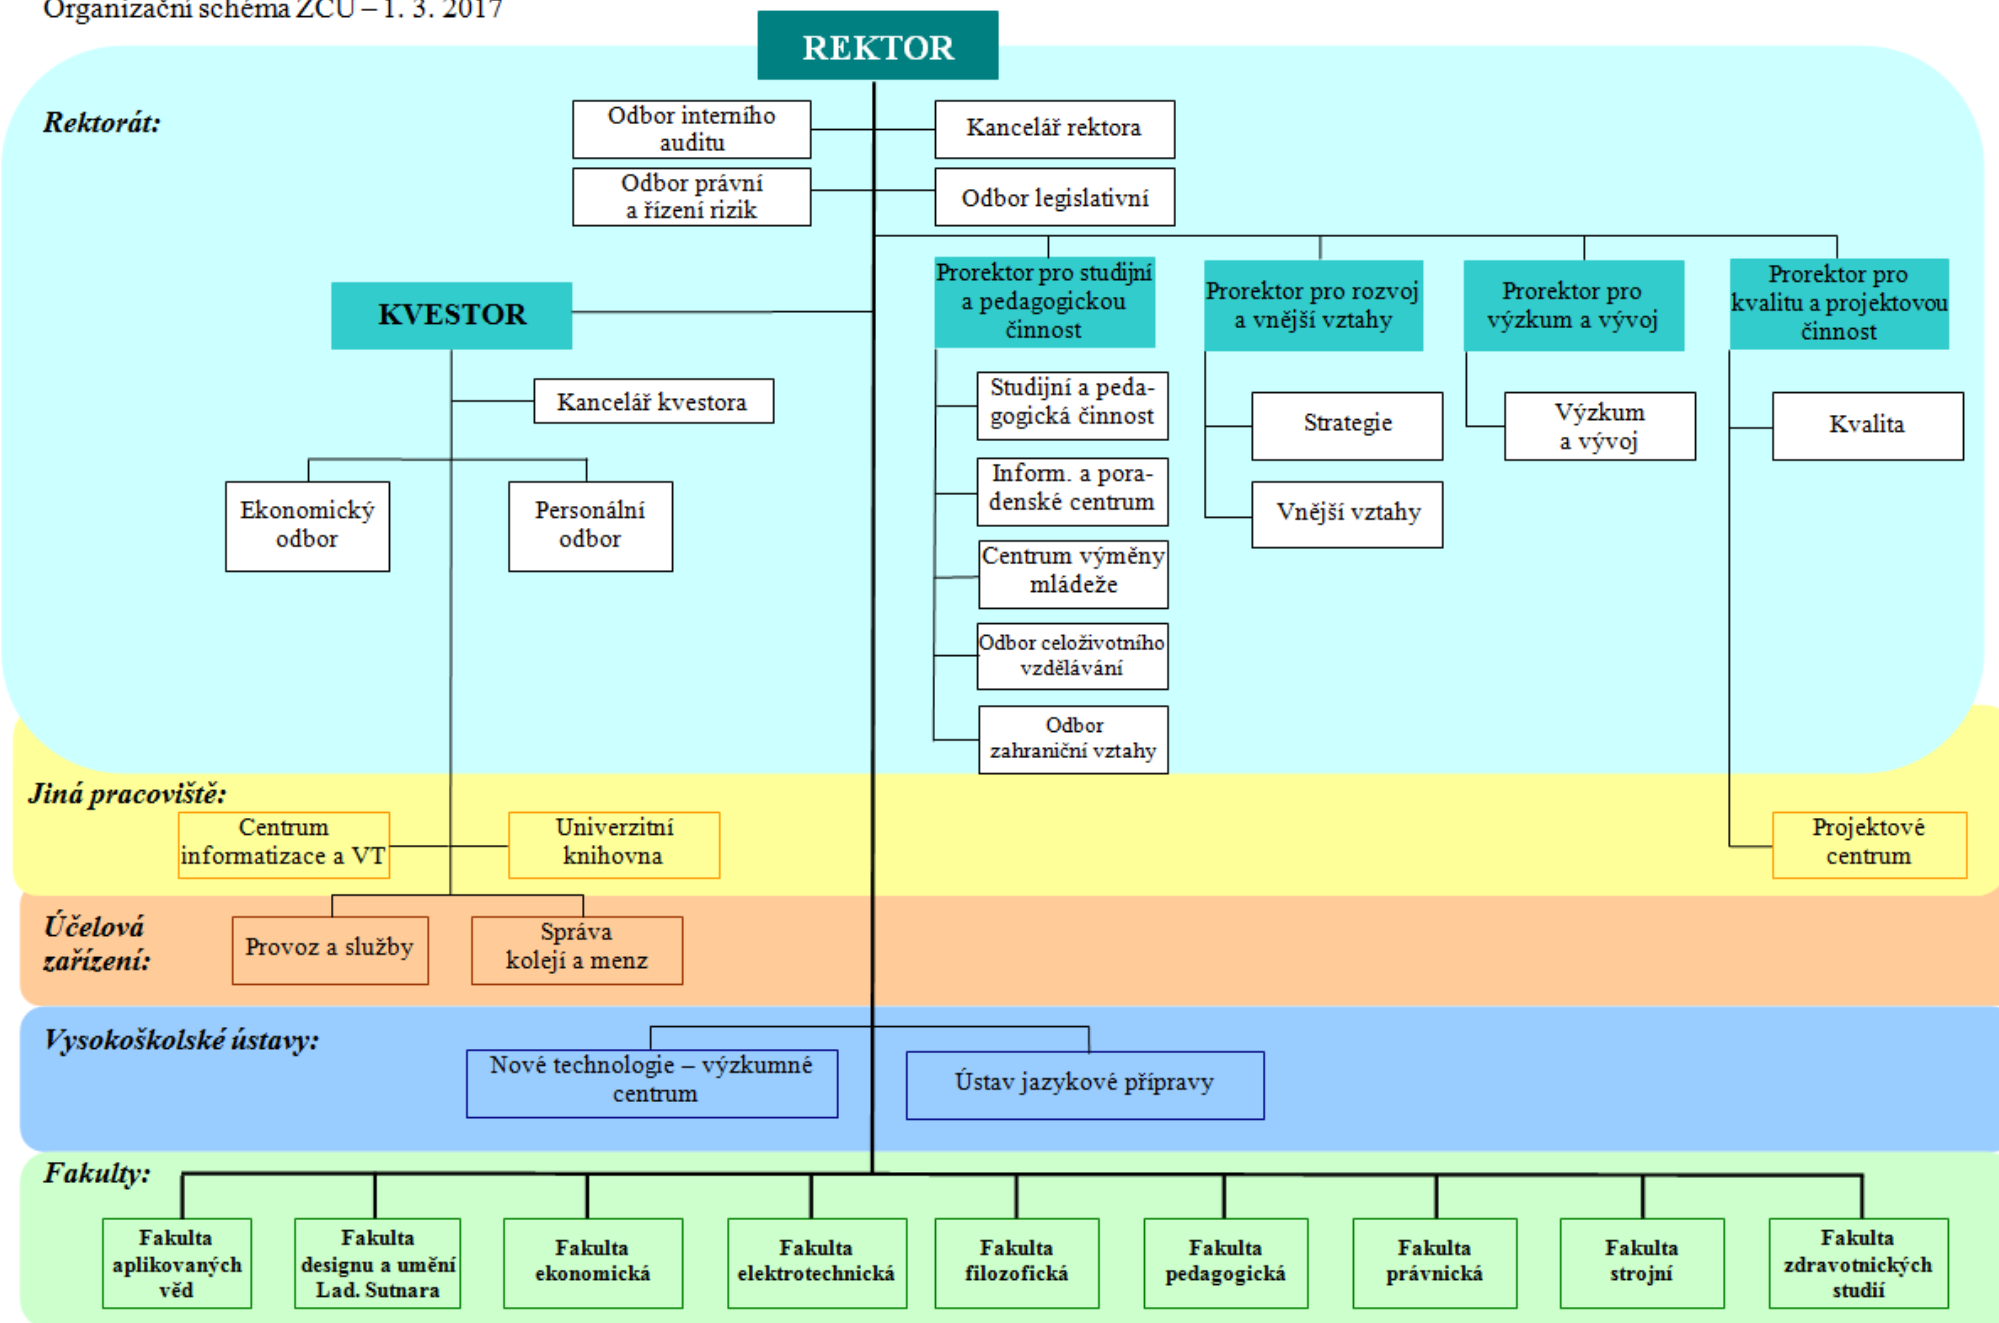 Organizační schéma ZČU – 1. 3. 2017
REKTOR
Rektorát:
Odbor interního
auditu
Kancelář rektora
Odbor právní
a řízení rizik
Odbor legislativní
KVESTOR
Prorektor pro studijní
a pedagogickou
činnost
Prorektor pro rozvoj
a vnější vztahy
Prorektor pro
výzkum a vývoj
Prorektor pro
kvalitu a projektovou
činnost
Kancelář kvestora
Ekonomický
odbor
Personální
odbor
Studijní a peda-
gogická činnost
Inform. a pora-
denské centrum
Centrum výměny
mládeže
Odbor celoživotního
vzdělávání
Odbor
zahraniční vztahy
Strategie
Vnější vztahy
Výzkum
a vývoj
Kvalita
Jiná pracoviště:
Centrum
informatizace a VT
Univerzitní
knihovna
Projektové
centrum
Účelová
zařízení:
Provoz a služby
Správa
kolejí a menz
Vysokoškolské ústavy:
Nové technologie – výzkumné
centrum
Ústav jazykové přípravy
Fakulty:
Fakulta
aplikovaných
věd
Fakulta
designu a umění
Lad. Sutnara
Fakulta
ekonomická
Fakulta
elektrotechnická
Fakulta
filozofická
Fakulta
pedagogická
Fakulta
právnická
Fakulta
strojní
Fakulta
zdravotnických
studií